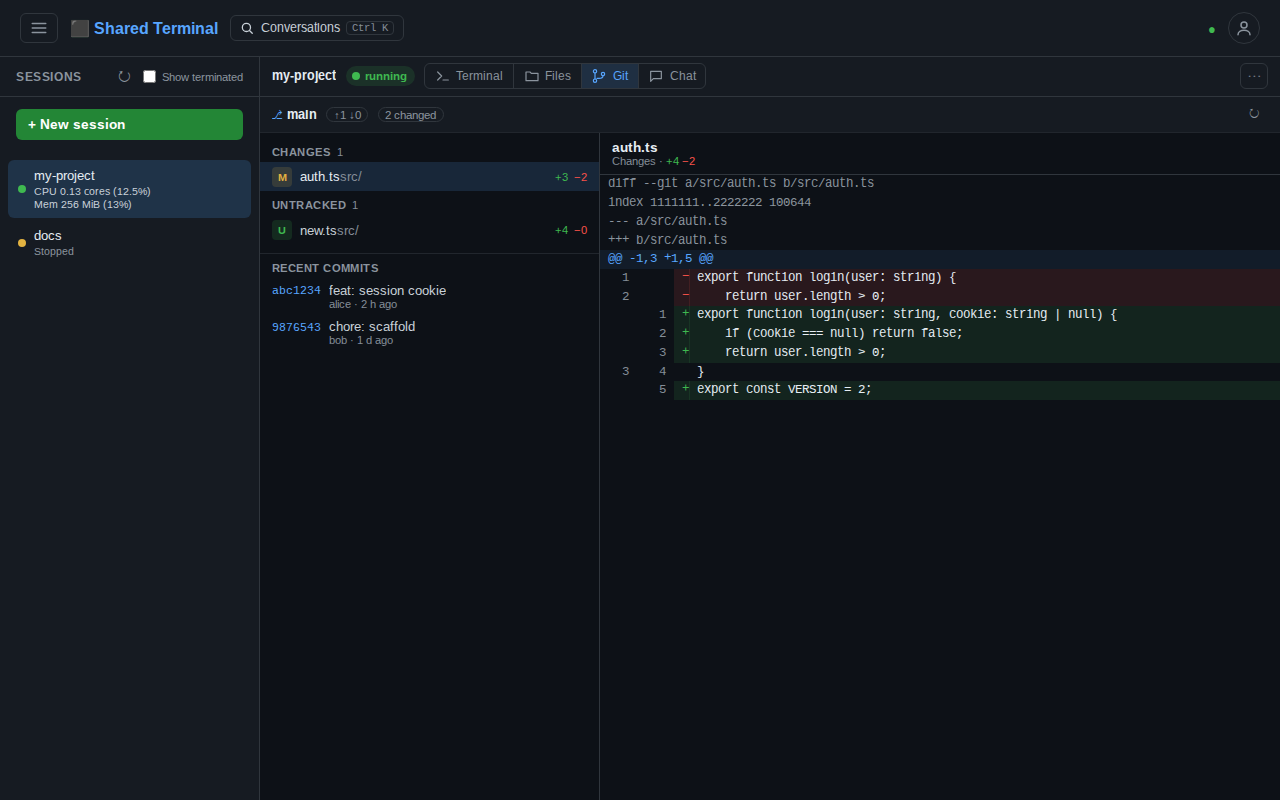 Shared Terminal
Conversations Ctrl K
SESSIONS
Show terminated
+ New session
my-project
CPU 0.13 cores (12.5%)
Mem 256 MiB (13%)
docs
Stopped
my-project
running
Terminal
Files
Git
Chat
···
main
↑1 ↓0
2 changed
CHANGES 1
M auth.ts src/ +3 −2
UNTRACKED 1
U new.ts src/ +4 −0
RECENT COMMITS
abc1234 feat: session cookie
alice · 2 h ago
9876543 chore: scaffold
bob · 1 d ago
auth.ts
Changes · +4 −2
diff --git a/src/auth.ts b/src/auth.ts
index 1111111..2222222 100644
--- a/src/auth.ts
+++ b/src/auth.ts
@@ -1,3 +1,5 @@
1 − export function login(user: string) {
2 − return user.length > 0;
1 + export function login(user: string, cookie: string | null) {
2 + if (cookie === null) return false;
3 + return user.length > 0;
3 4 }
5 + export const VERSION = 2;